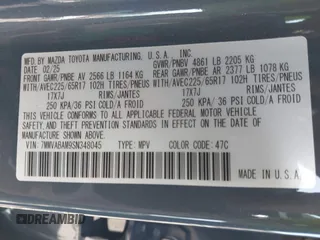 MFD. BY MAZDA TOYOTA MANUFACTURING, U.S.A., INC.
DATE: 02/25 GVWR/PNBV 4861 LB 2205 KG
FRONT GAWR/PNBE AV 2566 LB 1164 KG REAR GAWR/PNBE AR 2377 LB 1078 KG
WITH/AVEC225/65R17 102H TIRES/PNEUS WITH/AVEC225/65R17 102H TIRES/PNEUS
17X7J RIMS/JANTES 17X7J RIMS/JANTES
250 KPA/36 PSI COLD/A FROID 250 KPA/36 PSI COLD/A FROID
THIS VEHICLE CONFORMS TO ALL APPLICABLE FEDERAL MOTOR VEHICLE
SAFETY, BUMPER, AND THEFT PREVENTION STANDARDS IN EFFECT ON
THE DATE OF MANUFACTURE SHOWN ABOVE.
VIN: TYPE: MPV COLOR CODE: 47C
MADE IN U.S.A.
DREAMBID